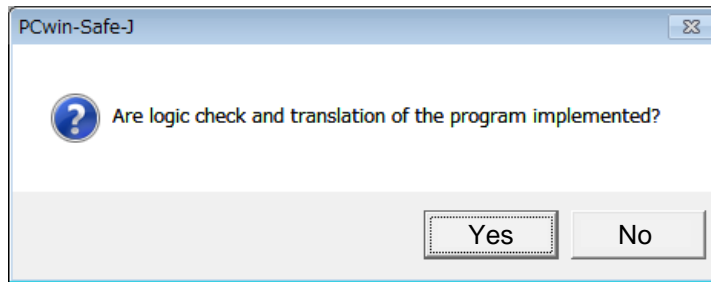 PCwin-Safe-J
Are logic check and translation of the program implemented?
Yes No